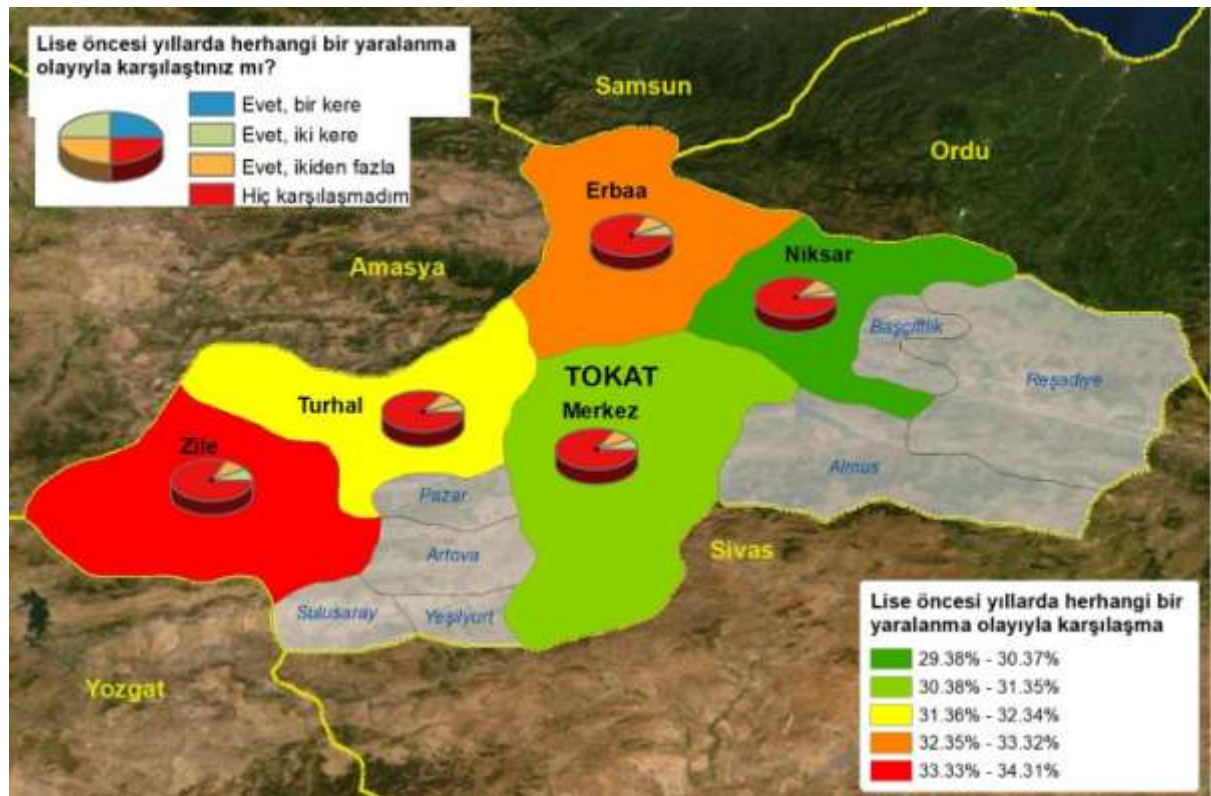 Lise öncesi yıllarda herhangi bir yaralanma
olayıyla karşılaştınız mı?
Evet, bir kere
Evet, iki kere
Evet, ikiden fazla
Hiç karşılaşmadım
Samsun
Ordu
Erbaa
Amasya
Niksar
Başçiftlik
Reşadiye
TOKAT
Merkez
Turhal
Zile
Almus
Pazar
Artova
Sivas
Sulusaray
Yeşilyurt
Yozgat
Lise öncesi yıllarda herhangi bir
yaralanma olayıyla karşılaşma
29.38% - 30.37%
30.38% - 31.35%
31.36% - 32.34%
32.35% - 33.32%
33.33% - 34.31%